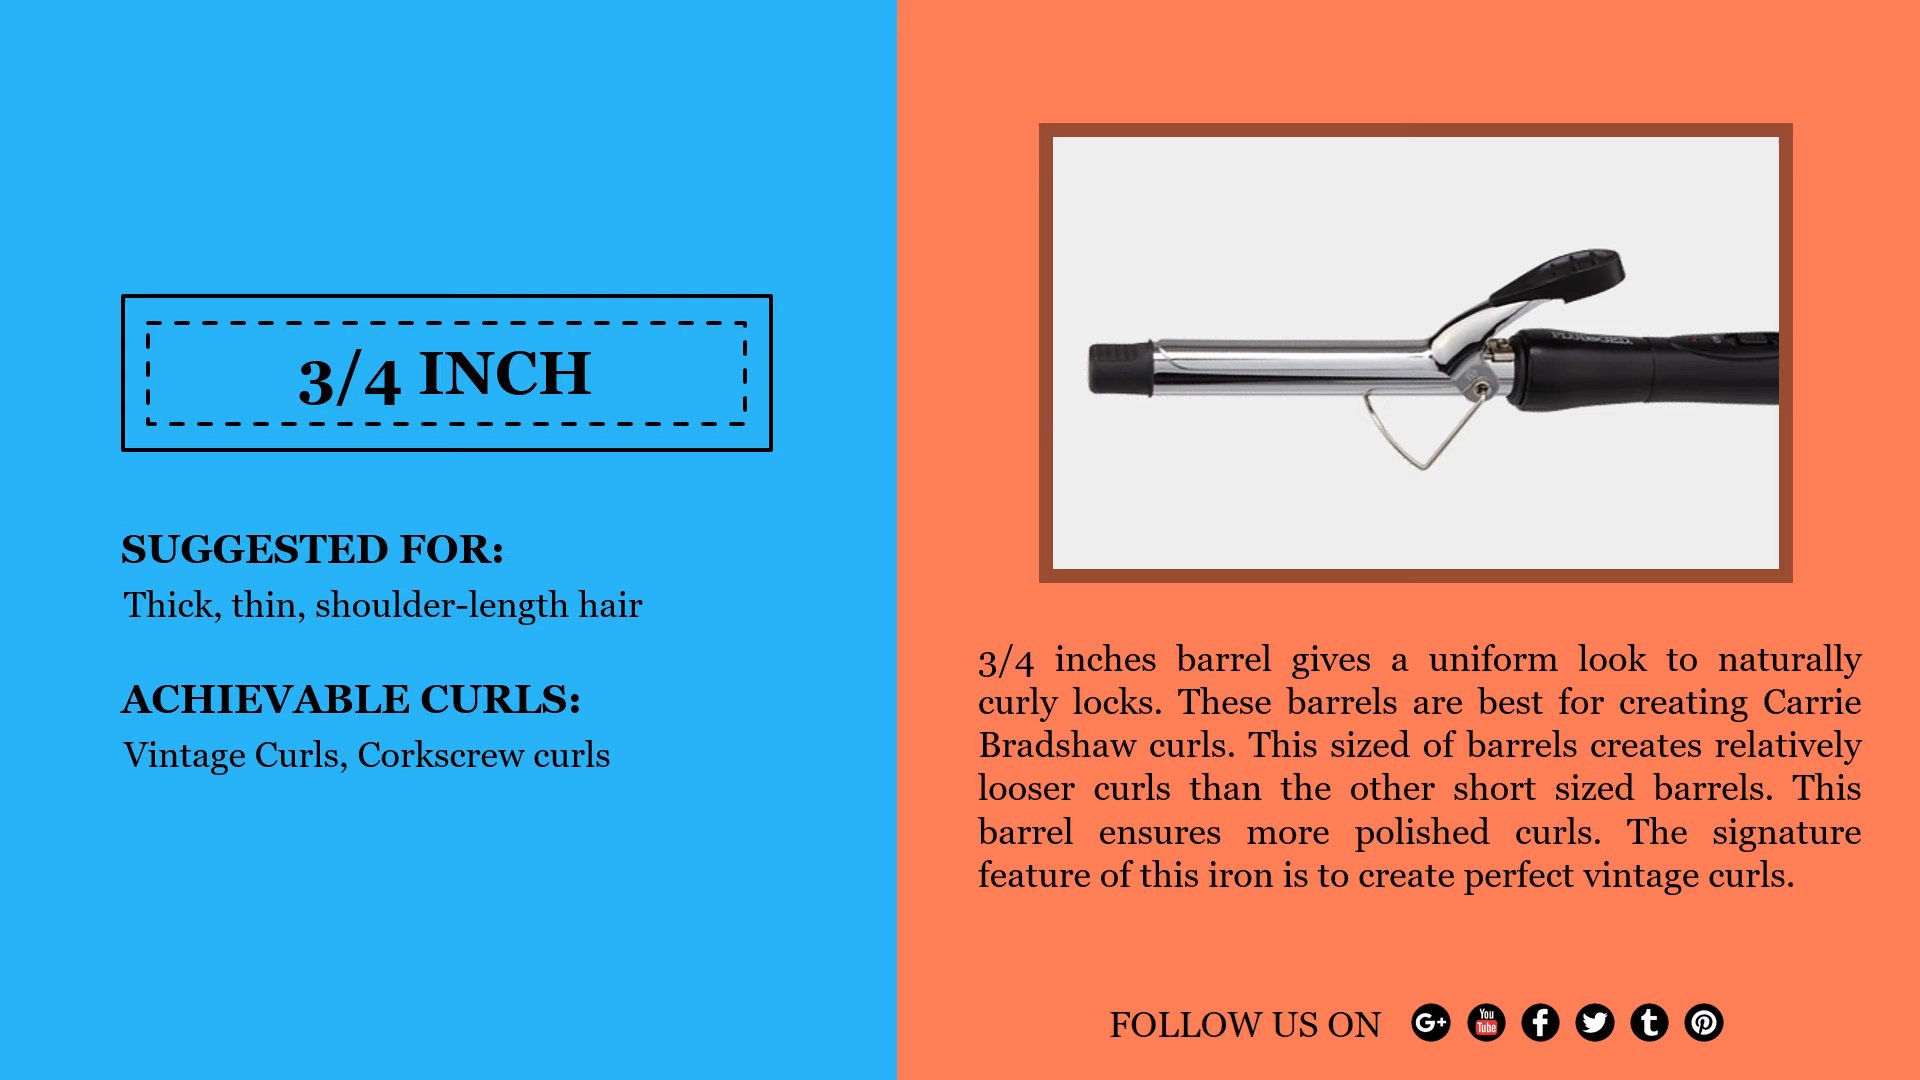 3/4 INCH
SUGGESTED FOR:
Thick, thin, shoulder-length hair
ACHIEVABLE CURLS:
Vintage Curls, Corkscrew curls
3/4 inches barrel gives a uniform look to naturally
curly locks. These barrels are best for creating Carrie
Bradshaw curls. This sized of barrels creates relatively
looser curls than the other short sized barrels. This
barrel ensures more polished curls. The signature
feature of this iron is to create perfect vintage curls.
FOLLOW US ON G+ You Tube f t